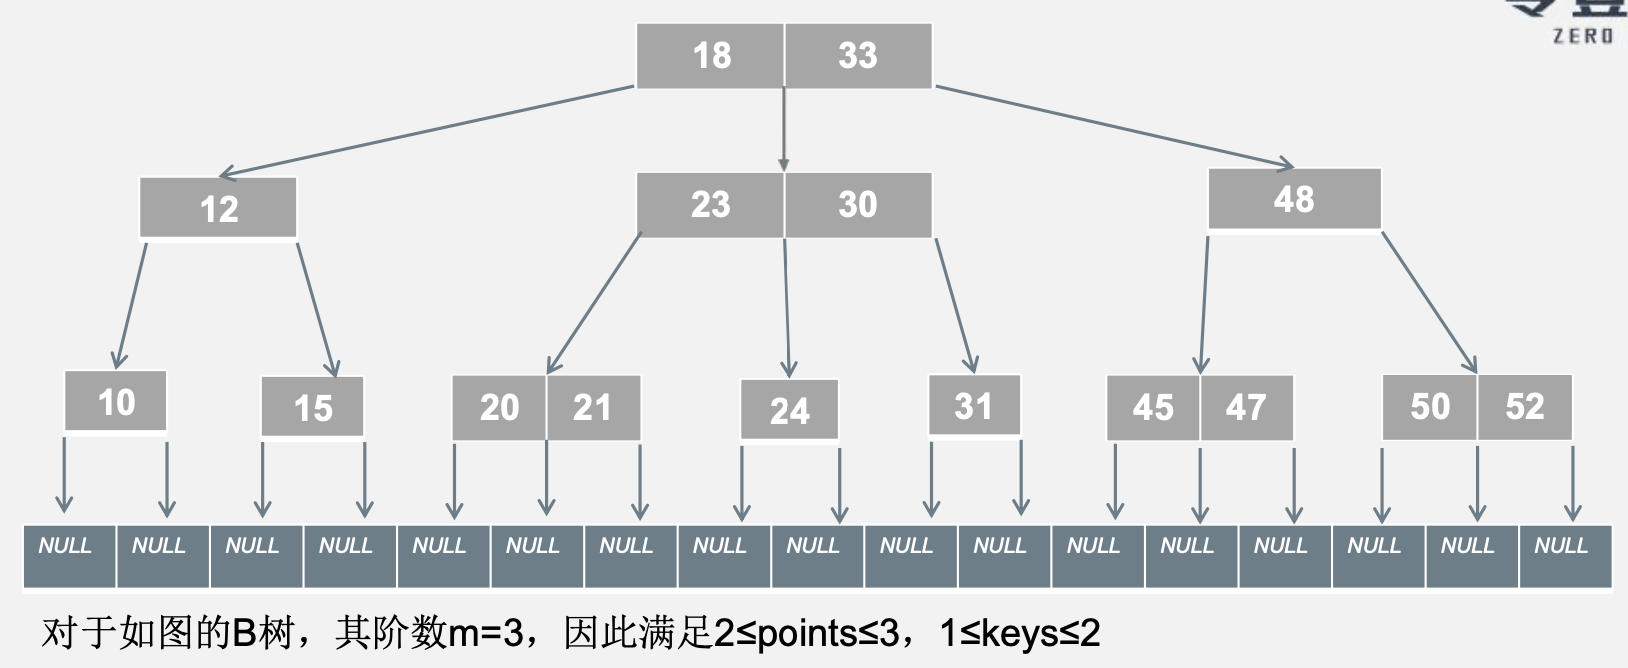 ZERO
18 33
12 23 30 48
10 15 20 21 24 31 45 47 50 52
NULL NULL NULL NULL NULL NULL NULL NULL NULL NULL NULL NULL NULL NULL NULL NULL NULL
对于如图的B树，其阶数m=3，因此满足2≤points≤3，1≤keys≤2